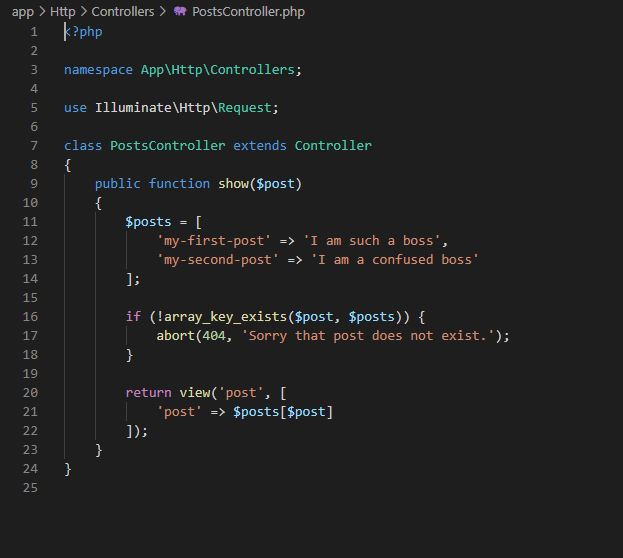 app > Http > Controllers > PostsController.php
1 <?php
2
3 namespace App\Http\Controllers;
4
5 use Illuminate\Http\Request;
6
7 class PostsController extends Controller
8 {
9     public function show($post)
10     {
11         $posts = [
12             'my-first-post' => 'I am such a boss',
13             'my-second-post' => 'I am a confused boss'
14         ];
15
16         if (!array_key_exists($post, $posts)) {
17             abort(404, 'Sorry that post does not exist.');
18         }
19
20         return view('post', [
21             'post' => $posts[$post]
22         ]);
23     }
24 }
25